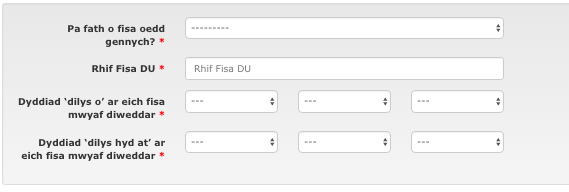 Pa fath o fisa oedd
gennych? *
---------
Rhif Fisa DU *
Rhif Fisa DU
Dyddiad ‘dilys o’ ar eich fisa
mwyaf diweddar *
--- --- ---
Dyddiad ‘dilys hyd at’ ar
eich fisa mwyaf diweddar *
--- --- ---